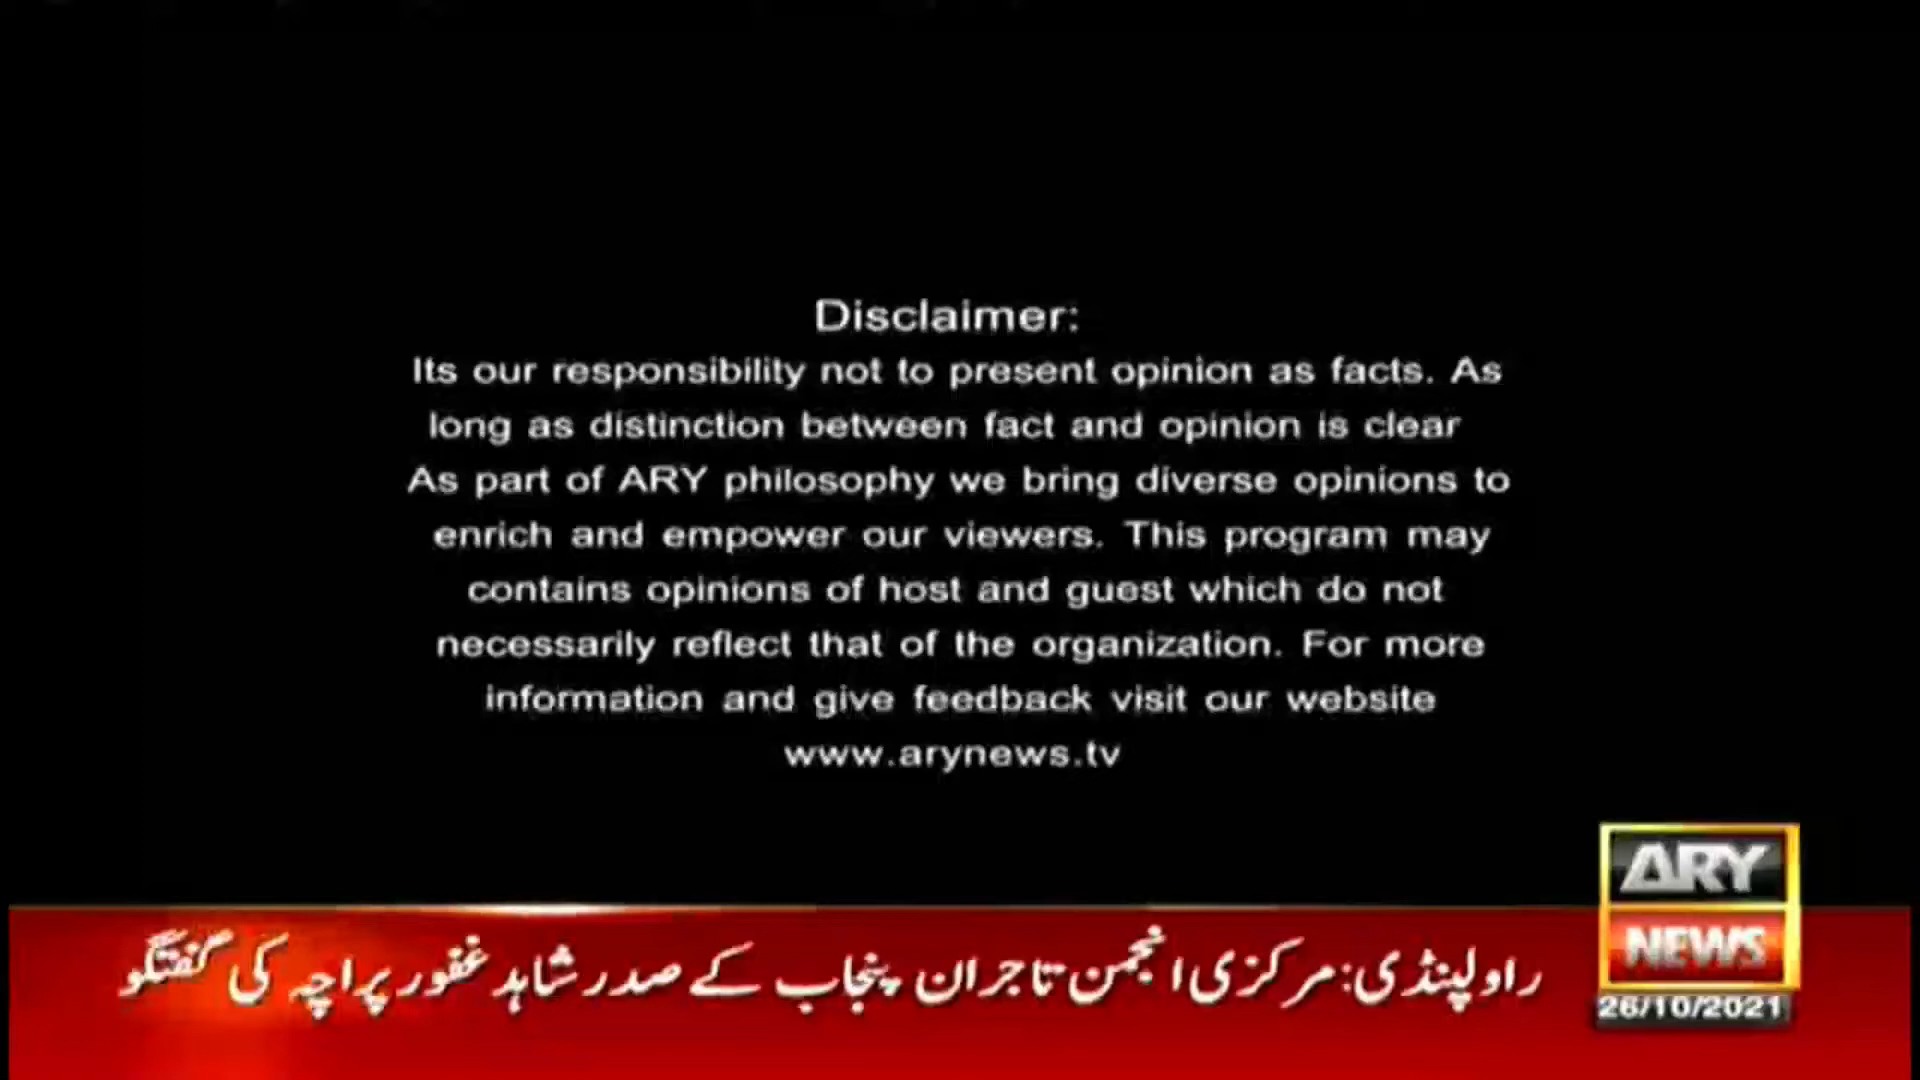 Disclaimer:
Its our responsibility not to present opinion as facts. As
long as distinction between fact and opinion is clear
As part of ARY philosophy we bring diverse opinions to
enrich and empower our viewers. This program may
contains opinions of host and guest which do not
necessarily reflect that of the organization. For more
information and give feedback visit our website
www.arynews.tv
ARY
NEWS
راولپنڈی: مرکزی انجمن تاجران پنجاب کے صدر شاہد غفور پراچہ کی گفتگو
26/10/2021